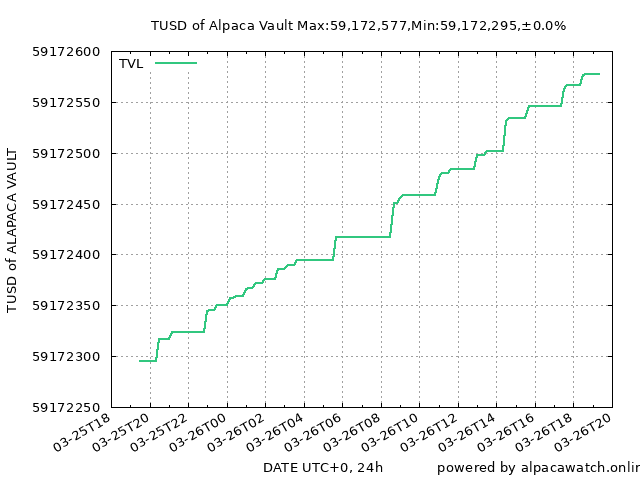 TUSD of Alpaca Vault Max:59,172,577,Min:59,172,295,±0.0%
TVL
59172600
59172550
59172500
59172450
59172400
59172350
59172300
59172250
TUSD of ALAPACA VAULT
03-25T18
03-25T20
03-25T22
03-26T00
03-26T02
03-26T04
03-26T06
03-26T08
03-26T10
03-26T12
03-26T14
03-26T16
03-26T18
03-26T20
DATE UTC+0, 24h
powered by alpacawatch.onlin